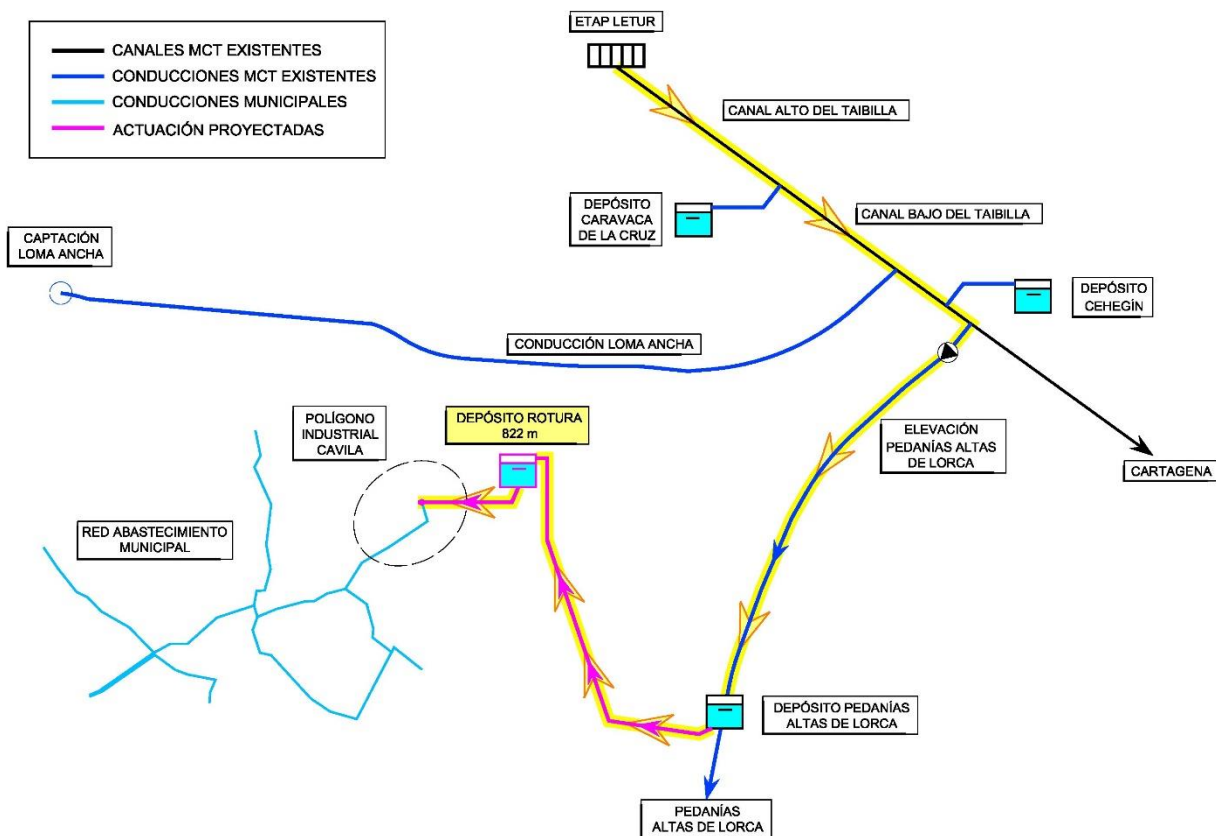 CANALES MCT EXISTENTES
CONDUCCIONES MCT EXISTENTES
CONDUCCIONES MUNICIPALES
ACTUACIÓN PROYECTADAS
ETAP LETUR
CANAL ALTO DEL TAIBILLA
DEPÓSITO
CARAVACA
DE LA CRUZ
CANAL BAJO DEL TAIBILLA
CAPTACIÓN
LOMA ANCHA
DEPÓSITO
CEHEGÍN
CONDUCCIÓN LOMA ANCHA
POLÍGONO
INDUSTRIAL
CAVILA
DEPÓSITO ROTURA
822 m
ELEVACIÓN
PEDANÍAS ALTAS
DE LORCA
CARTAGENA
RED ABASTECIMIENTO
MUNICIPAL
DEPÓSITO PEDANÍAS
ALTAS DE LORCA
PEDANÍAS
ALTAS DE LORCA